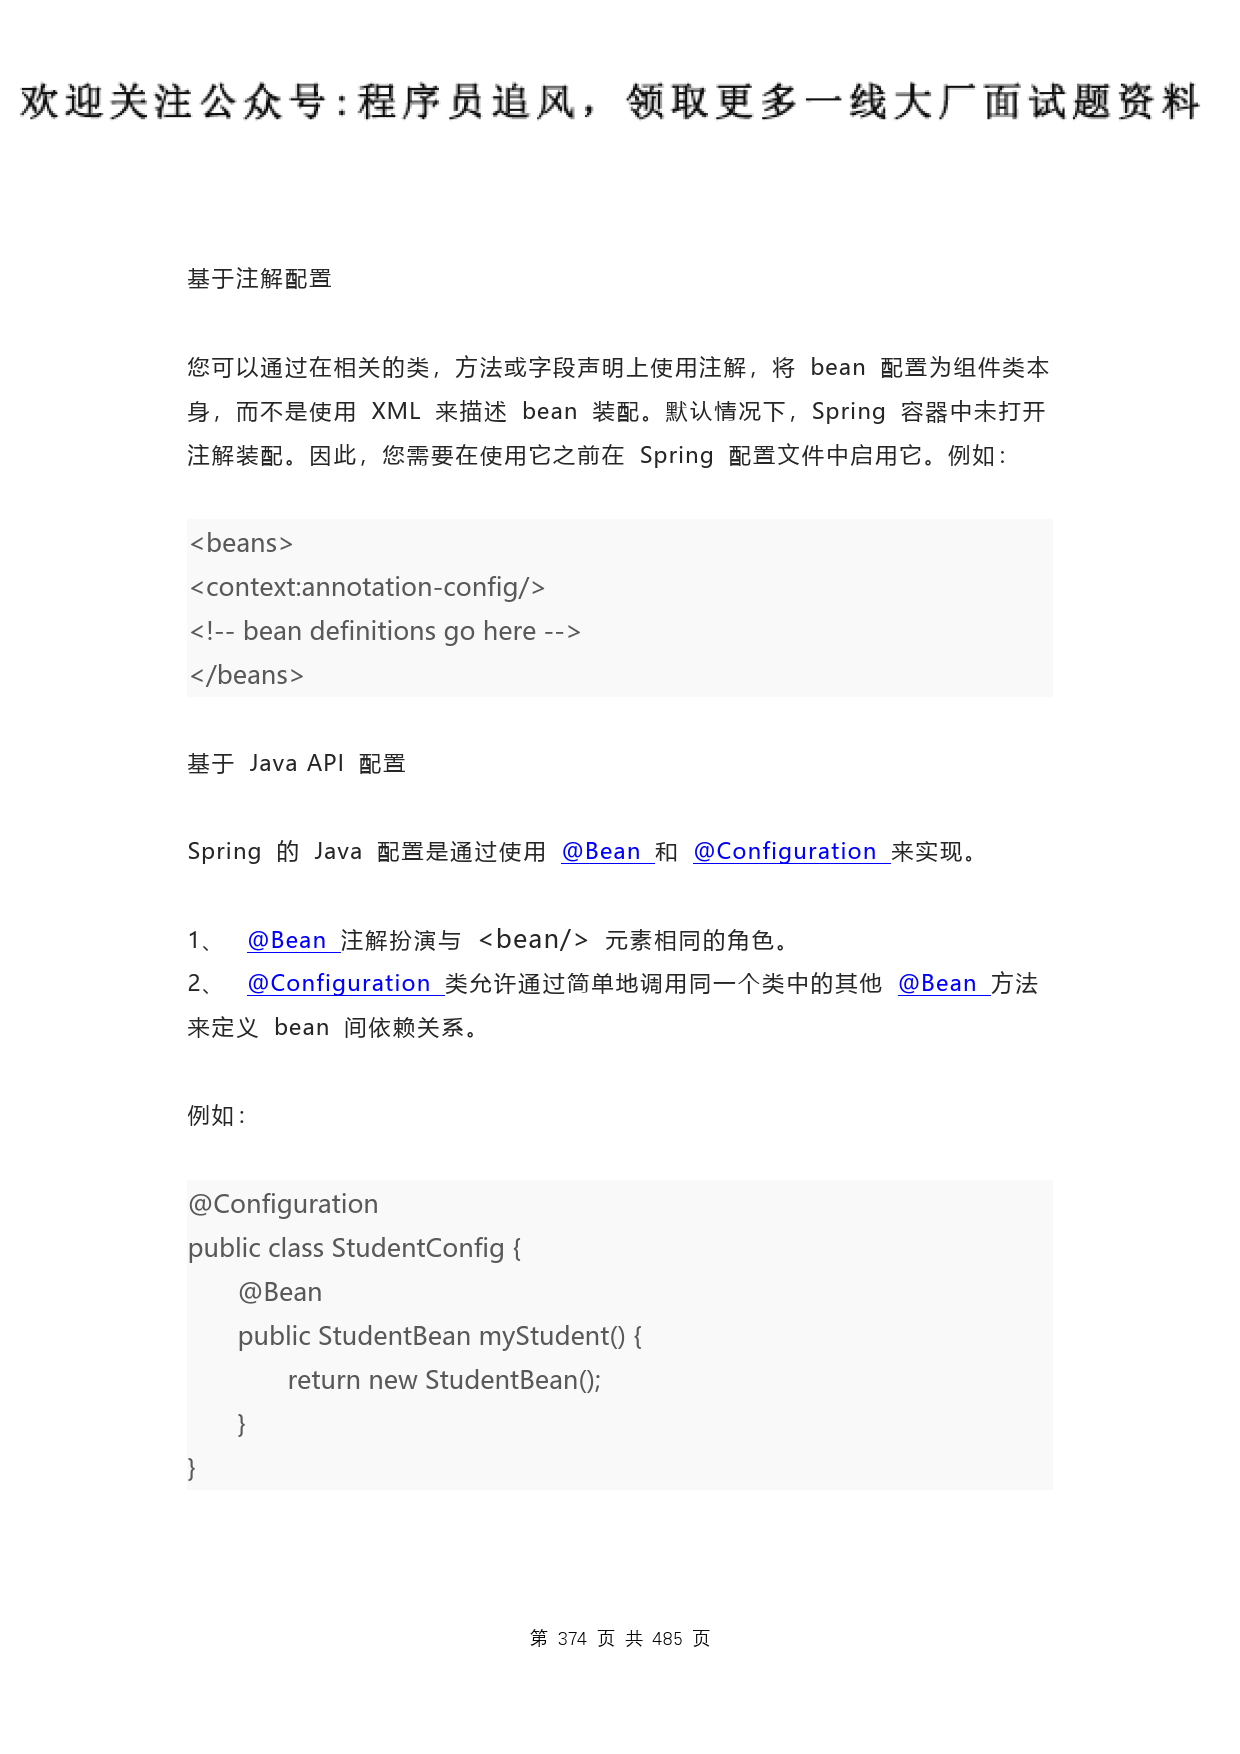 欢迎关注公众号:程序员追风，领取更多一线大厂面试题资料
基于注解配置
您可以通过在相关的类，方法或字段声明上使用注解，将 bean 配置为组件类本
身，而不是使用 XML 来描述 bean 装配。默认情况下，Spring 容器中未打开
注解装配。因此，您需要在使用它之前在 Spring 配置文件中启用它。例如：
<beans>
<context:annotation-config/>
<!-- bean definitions go here -->
</beans>
基于 Java API 配置
Spring 的 Java 配置是通过使用 @Bean 和 @Configuration 来实现。
1、 @Bean 注解扮演与 <bean/> 元素相同的角色。
2、 @Configuration 类允许通过简单地调用同一个类中的其他 @Bean 方法
来定义 bean 间依赖关系。
例如：
@Configuration
public class StudentConfig {
    @Bean
    public StudentBean myStudent() {
        return new StudentBean();
    }
}
第 374 页 共 485 页